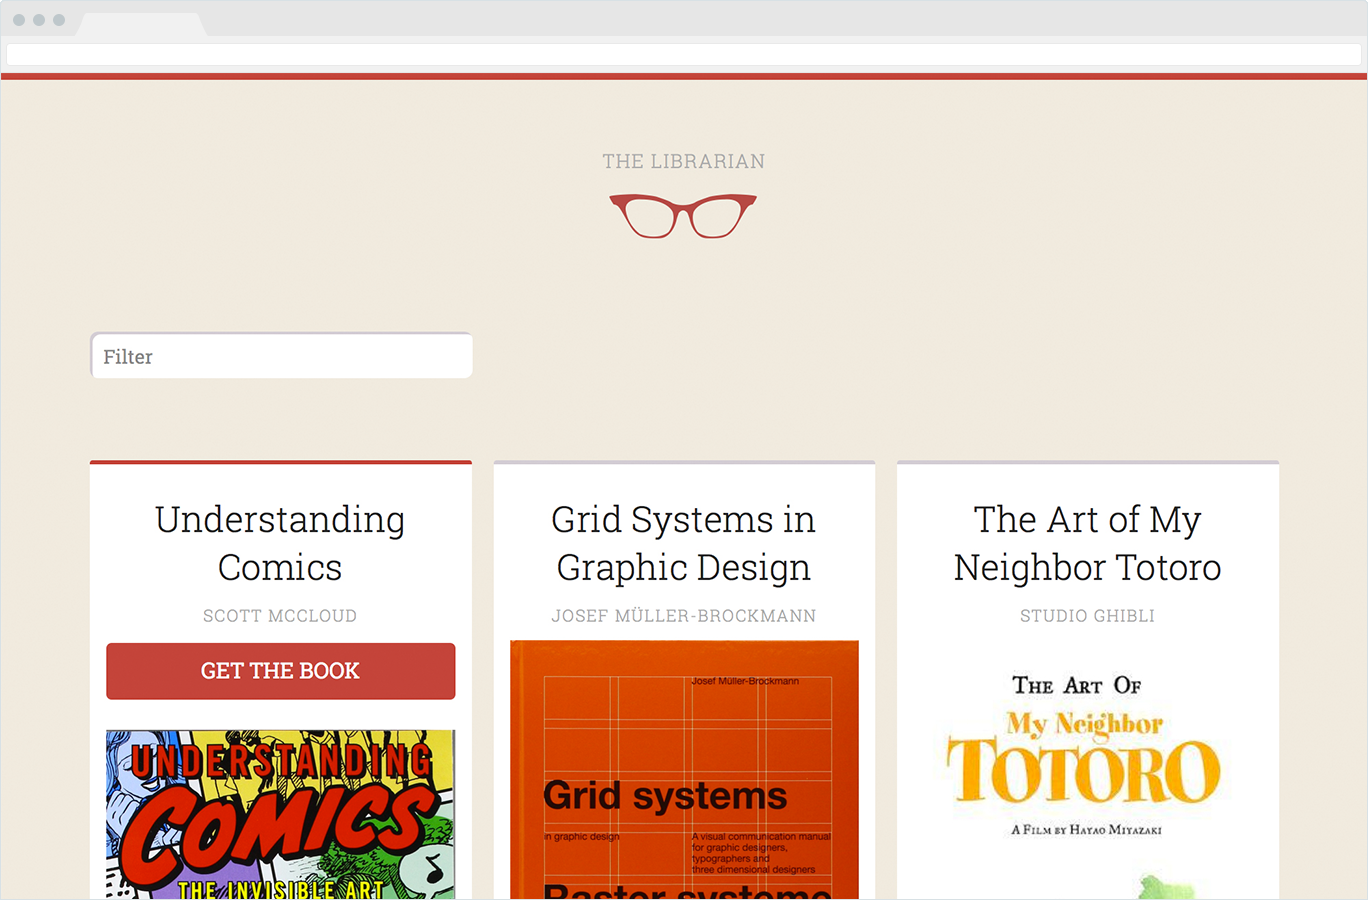 THE LIBRARIAN
Filter
Understanding
Comics
SCOTT MCCLOUD
GET THE BOOK
UNDERSTANDING
COMICS
THE INVISIBLE ART
Grid Systems in
Graphic Design
JOSEF MÜLLER-BROCKMANN
Josef Müller-Brockmann
Grid systems
in graphic design
A visual communication manual
for graphic designers,
typographers and
three dimensional designers
Raster systeme
The Art of My
Neighbor Totoro
STUDIO GHIBLI
THE ART OF
My Neighbor
TOTORO
A FILM BY HAYAO MIYAZAKI